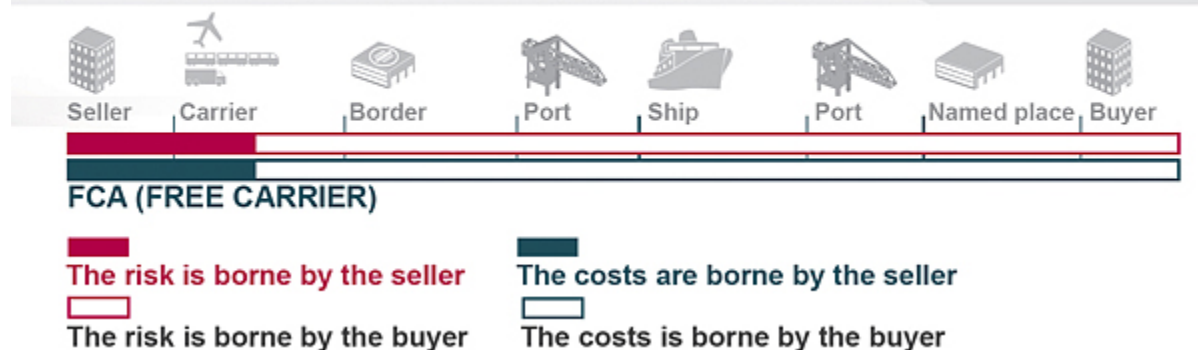 Seller Carrier Border Port Ship Port Named place Buyer
FCA (FREE CARRIER)
The risk is borne by the seller The costs are borne by the seller
The risk is borne by the buyer The costs is borne by the buyer